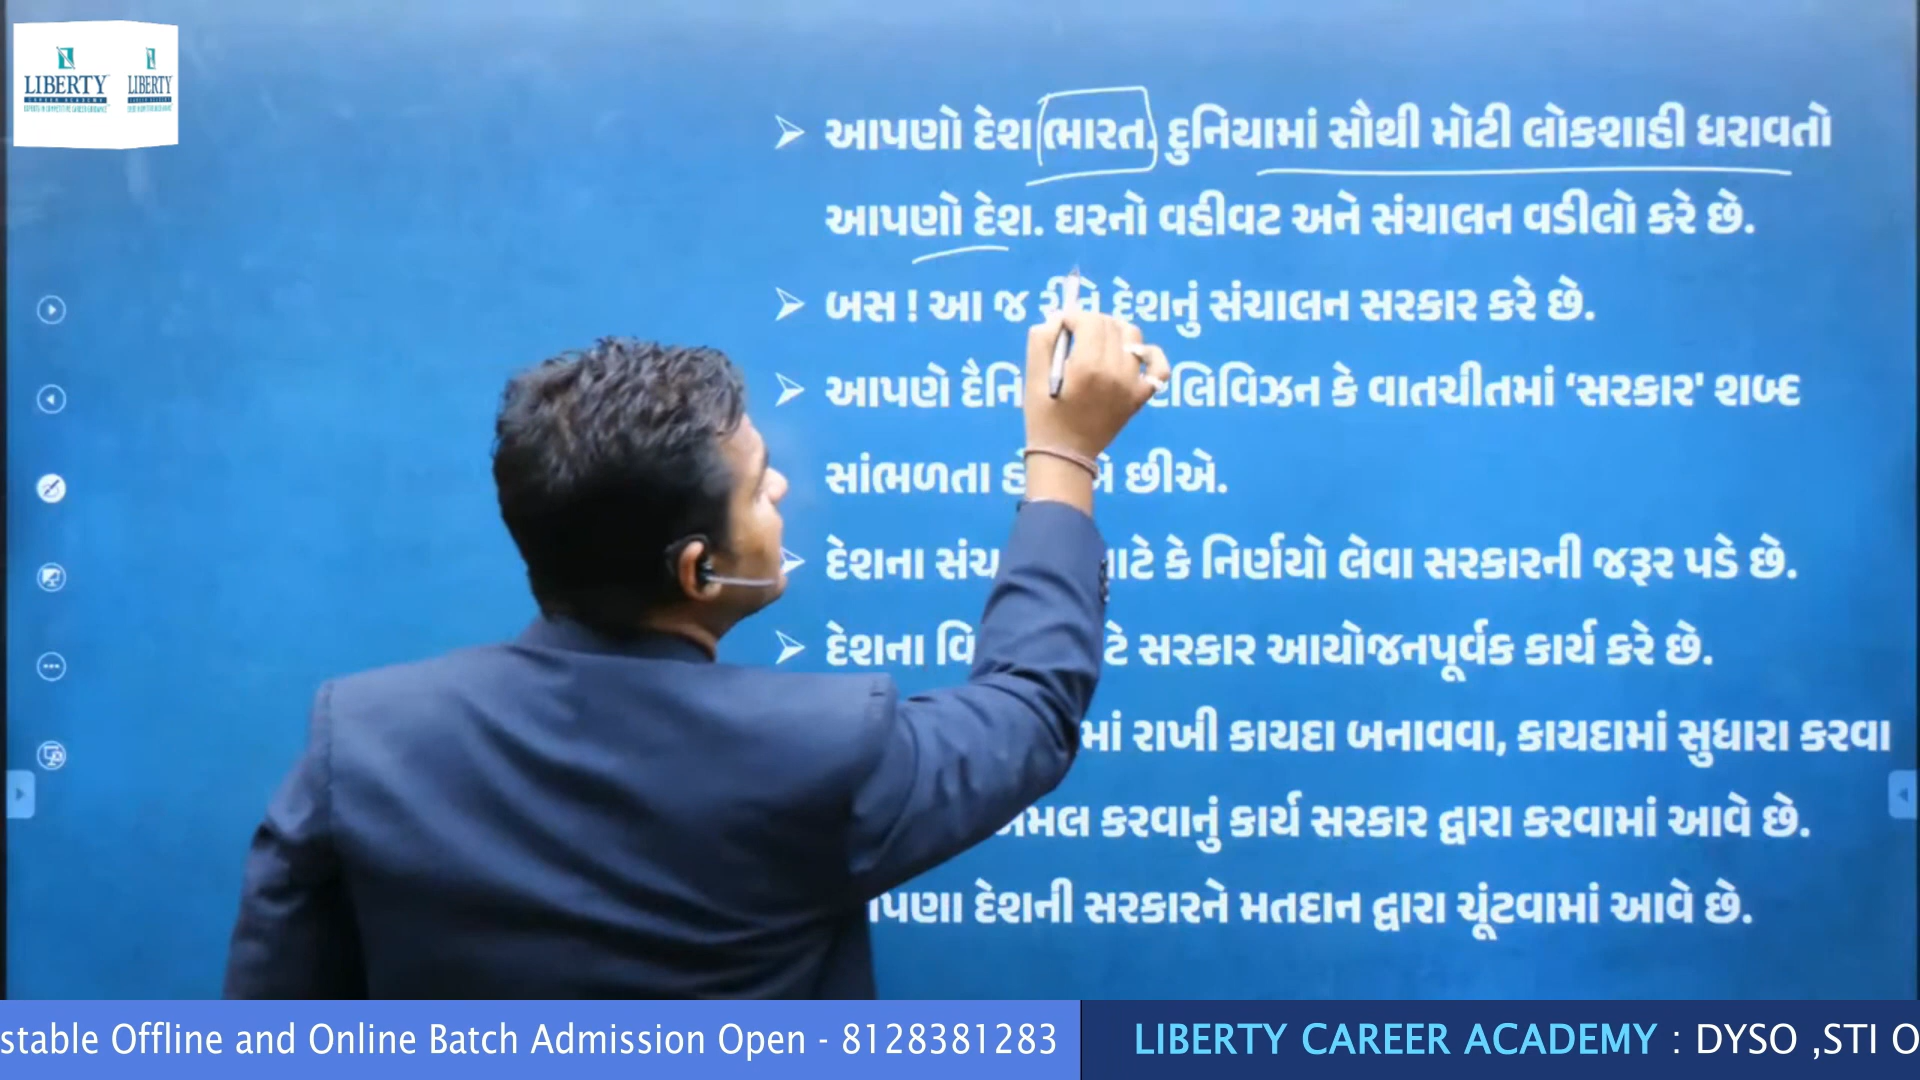 LIBERTY
LIBERTY
આપણો દેશ ભારત. દુનિયામાં સૌથી મોટી લોકશાહી ધરાવતો
આપણો દેશ. ઘરનો વહીવટ અને સંચાલન વડીલો કરે છે.
બસ ! આ જ રીતે દેશનું સંચાલન સરકાર કરે છે.
આપણે કે વાતચીતમાં ‘સરકાર' શબ્દ
સાંભળતા છીએ.
દેશના કે નિર્ણયો લેવા સરકારની જરૂર પડે છે.
દેશના સરકાર આયોજનપૂર્વક કાર્ય કરે છે.
રાખી કાયદા બનાવવા, કાયદામાં સુધારા કરવા
કરવાનું કાર્ય સરકાર દ્વારા કરવામાં આવે છે.
દેશની સરકારને મતદાન દ્વારા ચૂંટવામાં આવે છે.
stable Offline and Online Batch Admission Open - 8128381283
LIBERTY CAREER ACADEMY : DYSO ,STI O